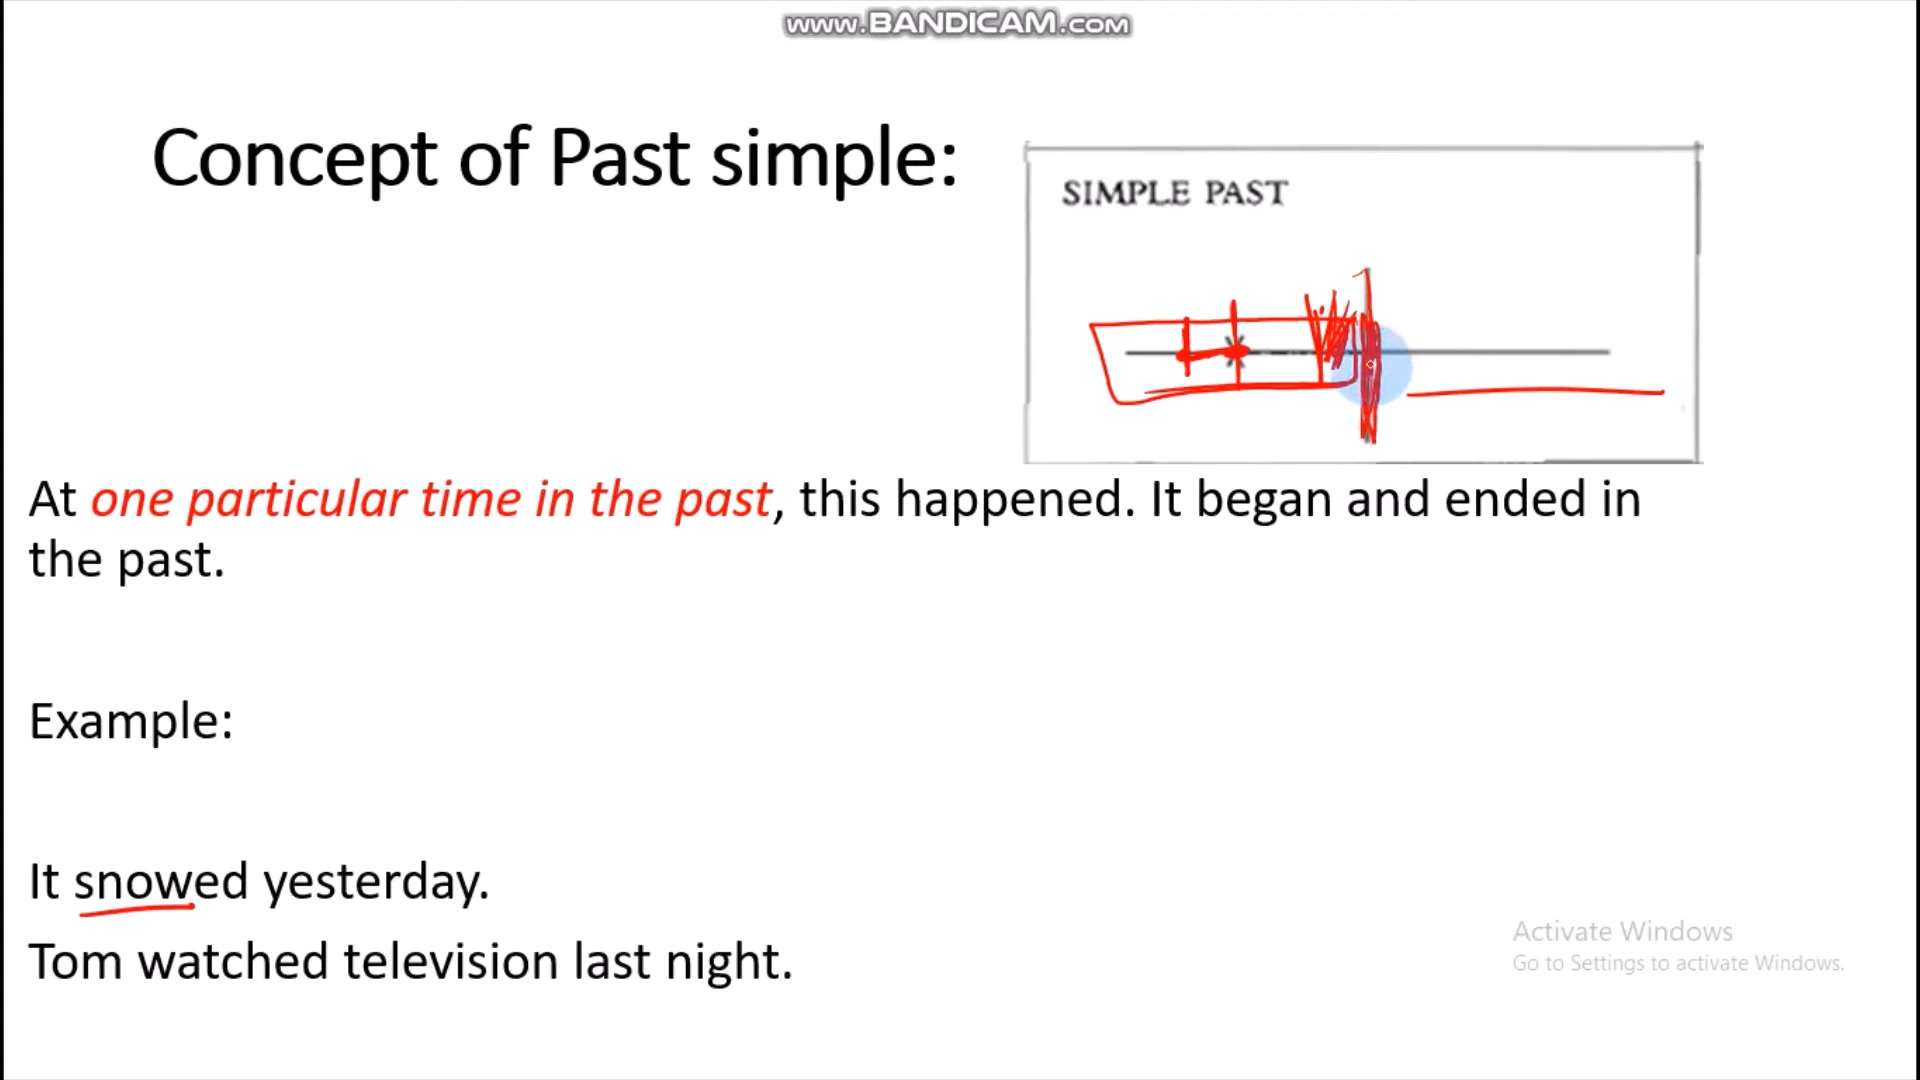 www.BANDICAM.com
Concept of Past simple:
SIMPLE PAST
At one particular time in the past, this happened. It began and ended in
the past.
Example:
It snowed yesterday.
Tom watched television last night.
Activate Windows
Go to Settings to activate Windows.